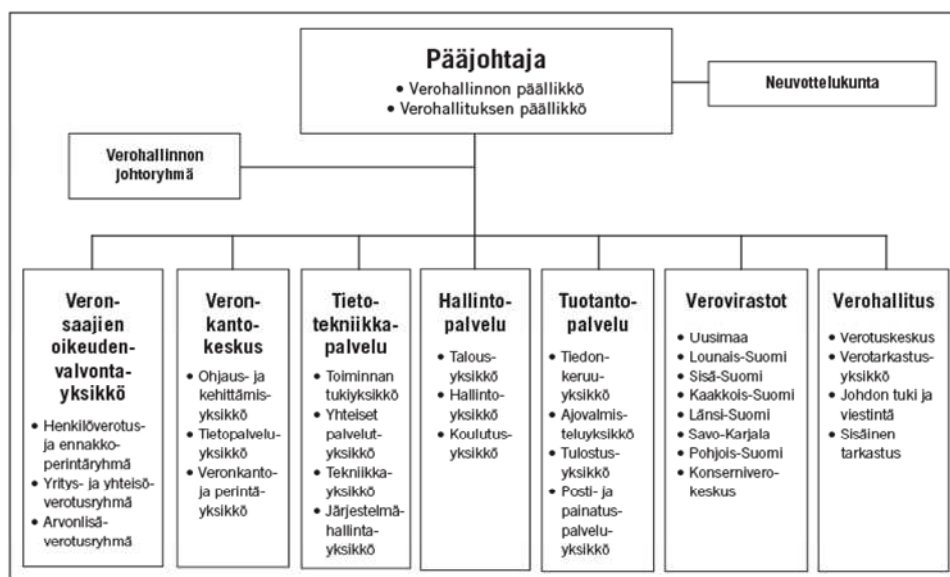 Pääjohtaja
• Verohallinnon päällikkö
• Verohallituksen päällikkö
Neuvottelukunta
Verohallinnon
johtoryhmä
Veron-
saajien
oikeuden-
valvonta-
yksikkö
• Henkilöverotus-
ja ennakko-
perintäryhmä
• Yritys- ja yhteisö-
verotusryhmä
• Arvonlisä-
verotusryhmä
Veron-
kanto-
keskus
• Ohjaus- ja
kehittämis-
yksikkö
• Tietopalvelu-
yksikkö
• Veronkanto-
ja perintä-
yksikkö
Tieto-
tekniikka-
palvelu
• Toiminnan
tukiyksikkö
• Yhteiset
palvelut-
yksikkö
• Tekniikka-
yksikkö
• Järjestelmä-
hallinta-
yksikkö
Hallinto-
palvelu
• Talous-
yksikkö
• Hallinto-
yksikkö
• Koulutus-
yksikkö
Tuotanto-
palvelu
• Tiedon-
keruu-
yksikkö
• Ajovalmis-
teluyksikkö
• Tulostus-
yksikkö
• Posti- ja
painatus-
palvelu-
yksikkö
Verovirastot
• Uusimaa
• Lounais-Suomi
• Sisä-Suomi
• Kaakkois-Suomi
• Länsi-Suomi
• Savo-Karjala
• Pohjois-Suomi
• Konsernivero-
keskus
Verohallitus
• Verotuskeskus
• Verotarkastus-
yksikkö
• Johdon tuki ja
viestintä
• Sisäinen
tarkastus